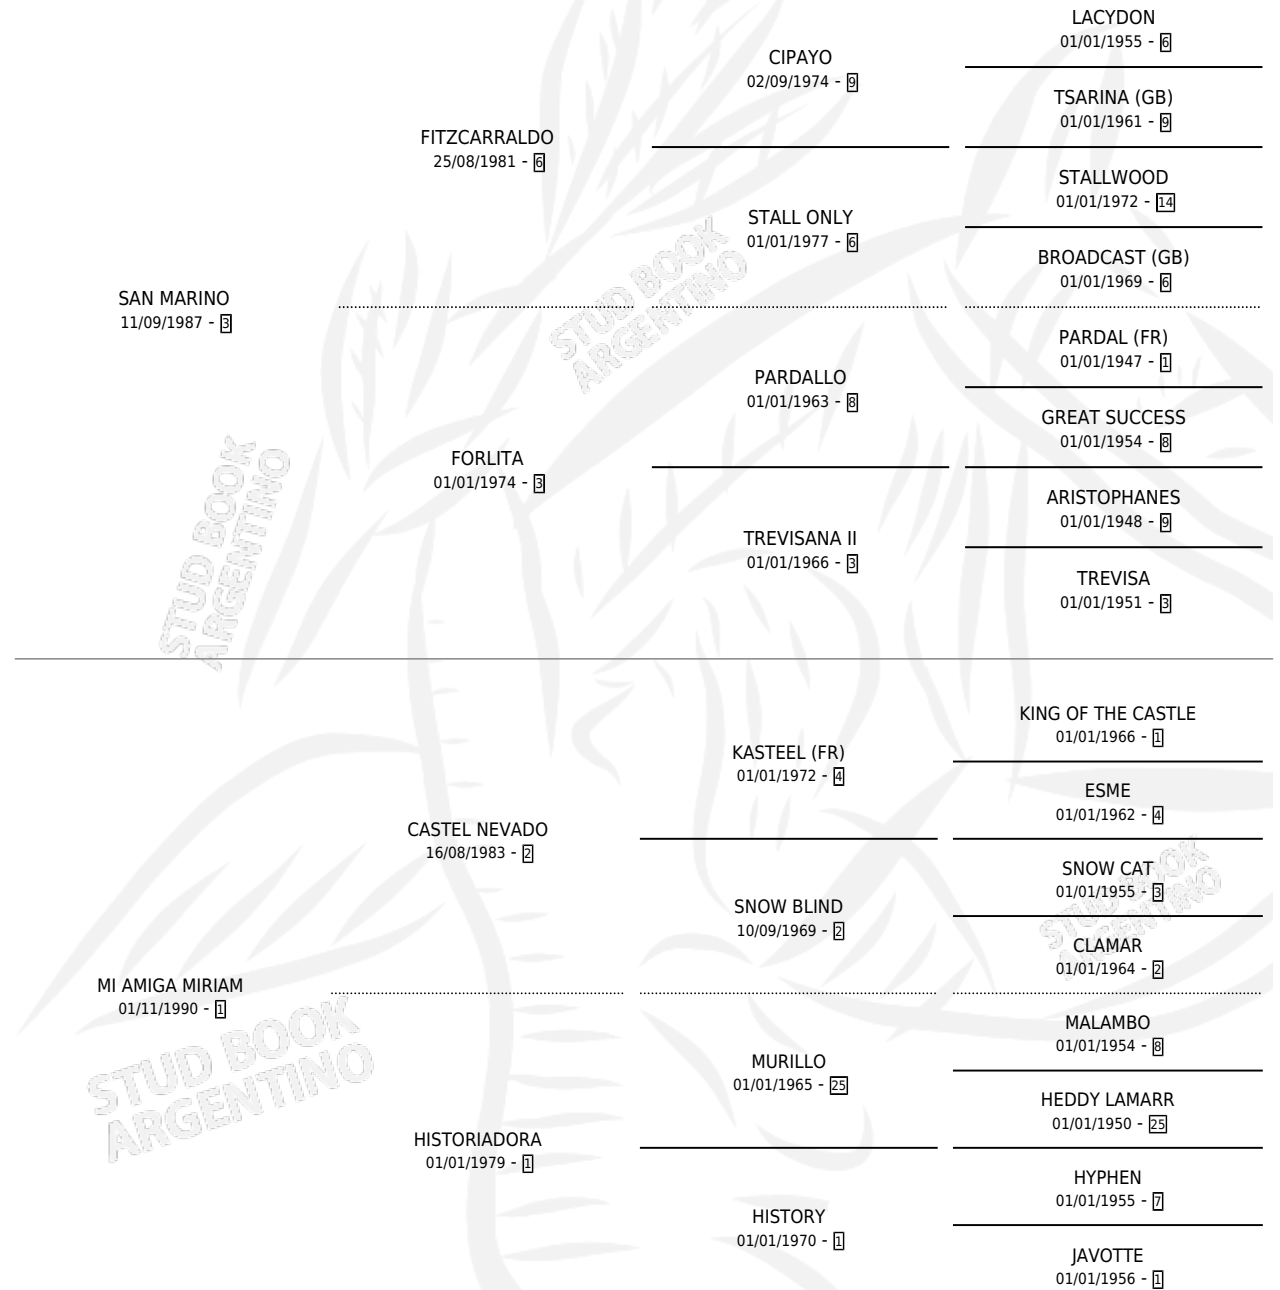 LACYDON
01/01/1955 - 6
CIPAYO
02/09/1974 - 9
TSARINA (GB)
01/01/1961 - 9
FITZCARRALDO
25/08/1981 - 6
STALLWOOD
01/01/1972 - 14
STALL ONLY
01/01/1977 - 6
BROADCAST (GB)
01/01/1969 - 6
SAN MARINO
11/09/1987 - 3
STUD BOOK
ARGENTINO
PARDAL (FR)
01/01/1947 - 1
PARDALLO
01/01/1963 - 8
GREAT SUCCESS
01/01/1954 - 8
FORLITA
01/01/1974 - 3
ARISTOPHANES
01/01/1948 - 9
TREVISANA II
01/01/1966 - 3
TREVISA
01/01/1951 - 3
STUD BOOK
ARGENTINO
KING OF THE CASTLE
01/01/1966 - 1
KASTEEL (FR)
01/01/1972 - 4
ESME
01/01/1962 - 4
CASTEL NEVADO
16/08/1983 - 2
SNOW CAT
01/01/1955 - 3
SNOW BLIND
10/09/1969 - 2
CLAMAR
01/01/1964 - 2
STUD BOOK
ARGENTINO
MI AMIGA MIRIAM
01/11/1990 - 1
MALAMBO
01/01/1954 - 8
MURILLO
01/01/1965 - 25
HEDDY LAMARR
01/01/1950 - 25
STUD BOOK
ARGENTINO
HISTORIADORA
01/01/1979 - 1
HYPHEN
01/01/1955 - 7
HISTORY
01/01/1970 - 1
JAVOTTE
01/01/1956 - 1